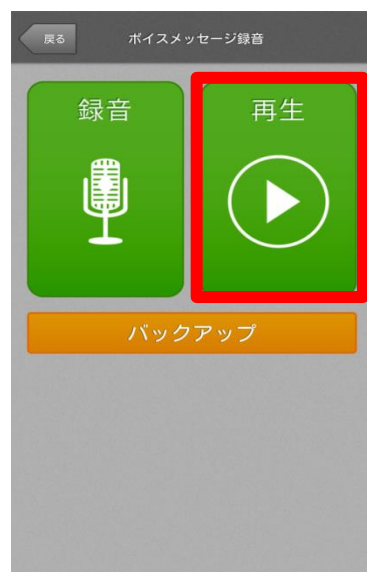 戻る
ボイスメッセージ録音
録音
再生
バックアップ